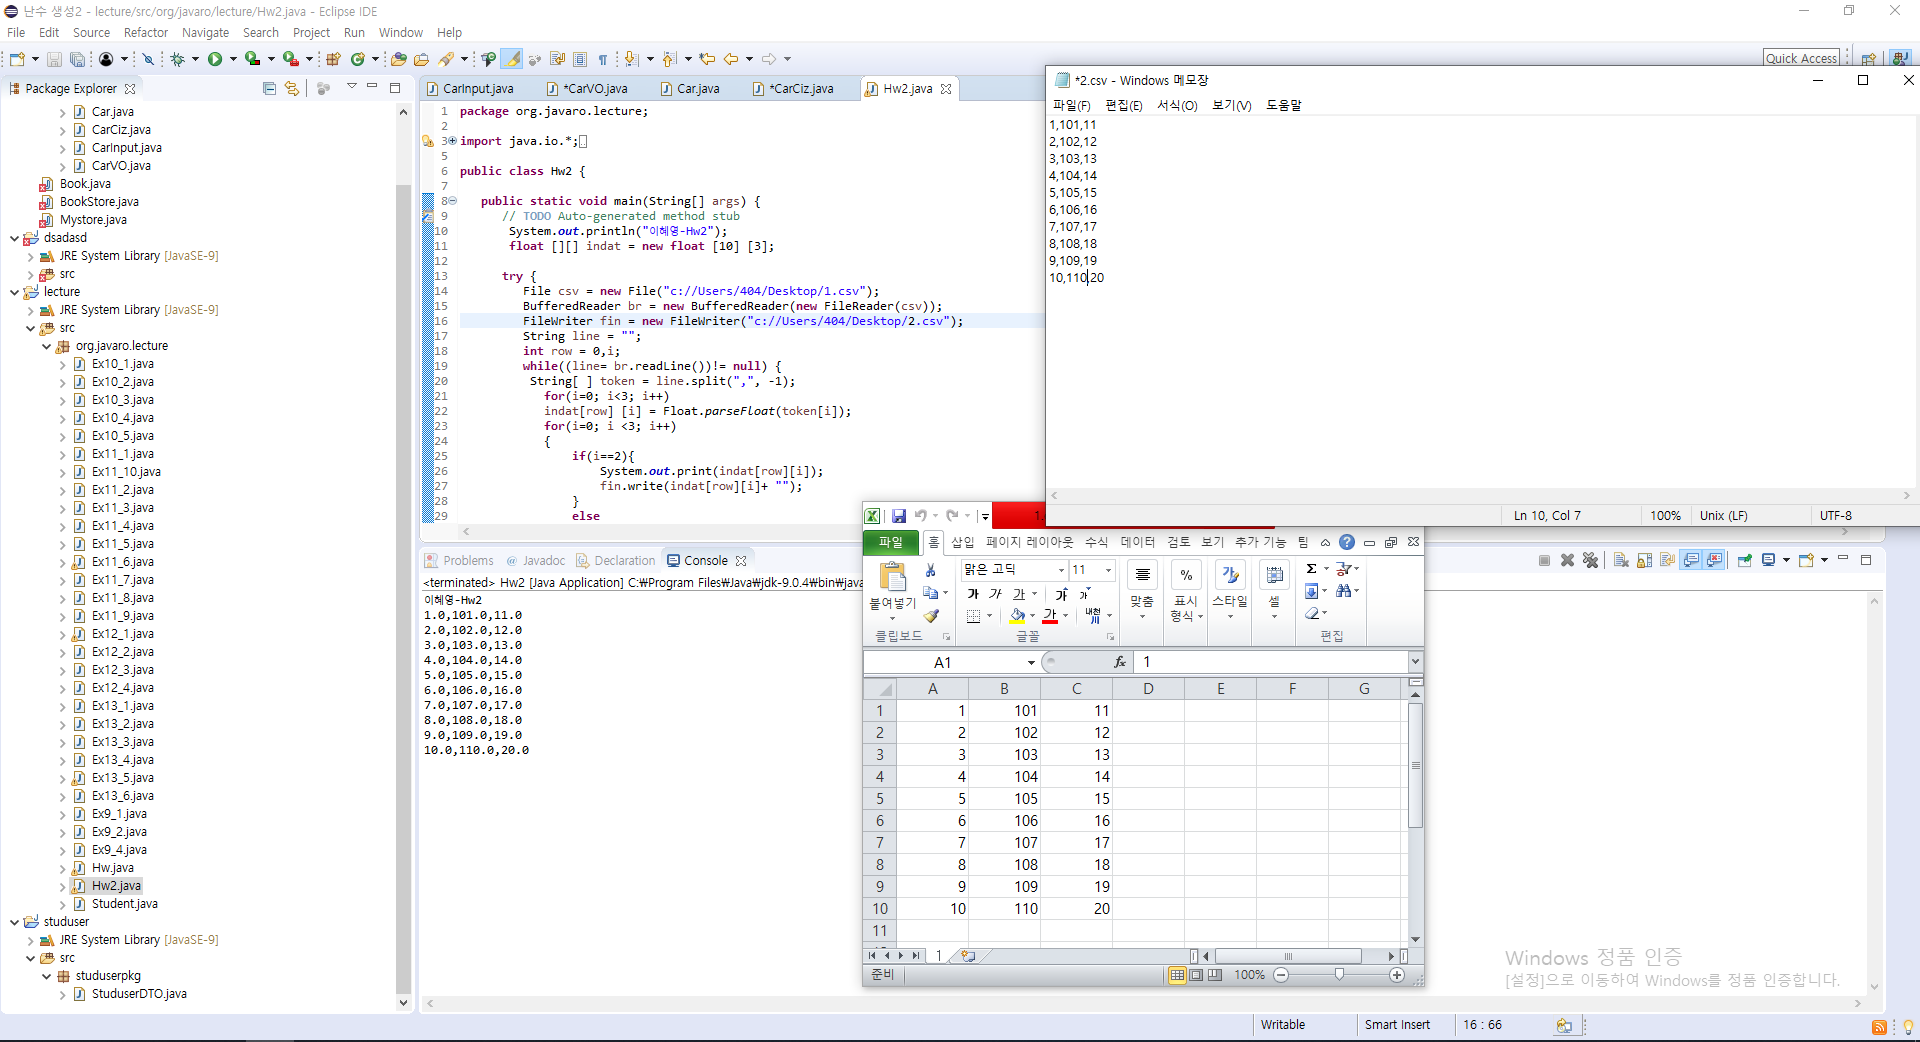 난수 생성2 - lecture/src/org/javaro/lecture/Hw2.java - Eclipse IDE
File Edit Source Refactor Navigate Search Project Run Window Help
Quick Access
Package Explorer
Car.java
CarCiz.java
CarInput.java
CarVO.java
Book.java
BookStore.java
Mystore.java
dsadasd
JRE System Library [JavaSE-9]
src
lecture
JRE System Library [JavaSE-9]
src
org.javaro.lecture
Ex10_1.java
Ex10_2.java
Ex10_3.java
Ex10_4.java
Ex10_5.java
Ex11_1.java
Ex11_10.java
Ex11_2.java
Ex11_3.java
Ex11_4.java
Ex11_5.java
Ex11_6.java
Ex11_7.java
Ex11_8.java
Ex11_9.java
Ex12_1.java
Ex12_2.java
Ex12_3.java
Ex12_4.java
Ex13_1.java
Ex13_2.java
Ex13_3.java
Ex13_4.java
Ex13_5.java
Ex13_6.java
Ex9_1.java
Ex9_2.java
Ex9_4.java
Hw.java
Hw2.java
Student.java
studuser
JRE System Library [JavaSE-9]
src
studuserpkg
StuduserDTO.java
CarInput.java *CarVO.java Car.java *CarCiz.java Hw2.java
1 package org.javaro.lecture;
2
3 import java.io.*;
5
6 public class Hw2 {
7
8 public static void main(String[] args) {
9 // TODO Auto-generated method stub
10 System.out.println("이혜영-Hw2");
11 float [][] indat = new float [10] [3];
12
13 try {
14 File csv = new File("c://Users/404/Desktop/1.csv");
15 BufferedReader br = new BufferedReader(new FileReader(csv));
16 FileWriter fin = new FileWriter("c://Users/404/Desktop/2.csv");
17 String line = "";
18 int row = 0,i;
19 while((line= br.readLine())!= null) {
20 String[ ] token = line.split(",", -1);
21 for(i=0; i<3; i++)
22 indat[row] [i] = Float.parseFloat(token[i]);
23 for(i=0; i <3; i++)
24 {
25 if(i==2){
26 System.out.print(indat[row][i]);
27 fin.write(indat[row][i]+ "");
28 }
29 else
Problems Javadoc Declaration Console
<terminated> Hw2 [Java Application] C:₩Program Files₩Java₩jdk-9.0.4₩bin₩java
이혜영-Hw2
1.0,101.0,11.0
2.0,102.0,12.0
3.0,103.0,13.0
4.0,104.0,14.0
5.0,105.0,15.0
6.0,106.0,16.0
7.0,107.0,17.0
8.0,108.0,18.0
9.0,109.0,19.0
10.0,110.0,20.0
*2.csv - Windows 메모장
파일(F) 편집(E) 서식(O) 보기(V) 도움말
1,101,11
2,102,12
3,103,13
4,104,14
5,105,15
6,106,16
7,107,17
8,108,18
9,109,19
10,110,20
Ln 10, Col 7 100% Unix (LF) UTF-8
파일 홈 삽입 페이지 레이아웃 수식 데이터 검토 보기 추가 기능 팀
붙여넣기
클립보드
맑은 고딕 11
가 가 가 가 가
가 내천
글꼴
맞춤
% 표시 형식
스타일
셀
Σ
편집
A1 fx 1
A B C D E F G
1 1 101 11
2 2 102 12
3 3 103 13
4 4 104 14
5 5 105 15
6 6 106 16
7 7 107 17
8 8 108 18
9 9 109 19
10 10 110 20
11
1
준비 100%
Windows 정품 인증
[설정]으로 이동하여 Windows를 정품 인증합니다.
Writable Smart Insert 16 : 66